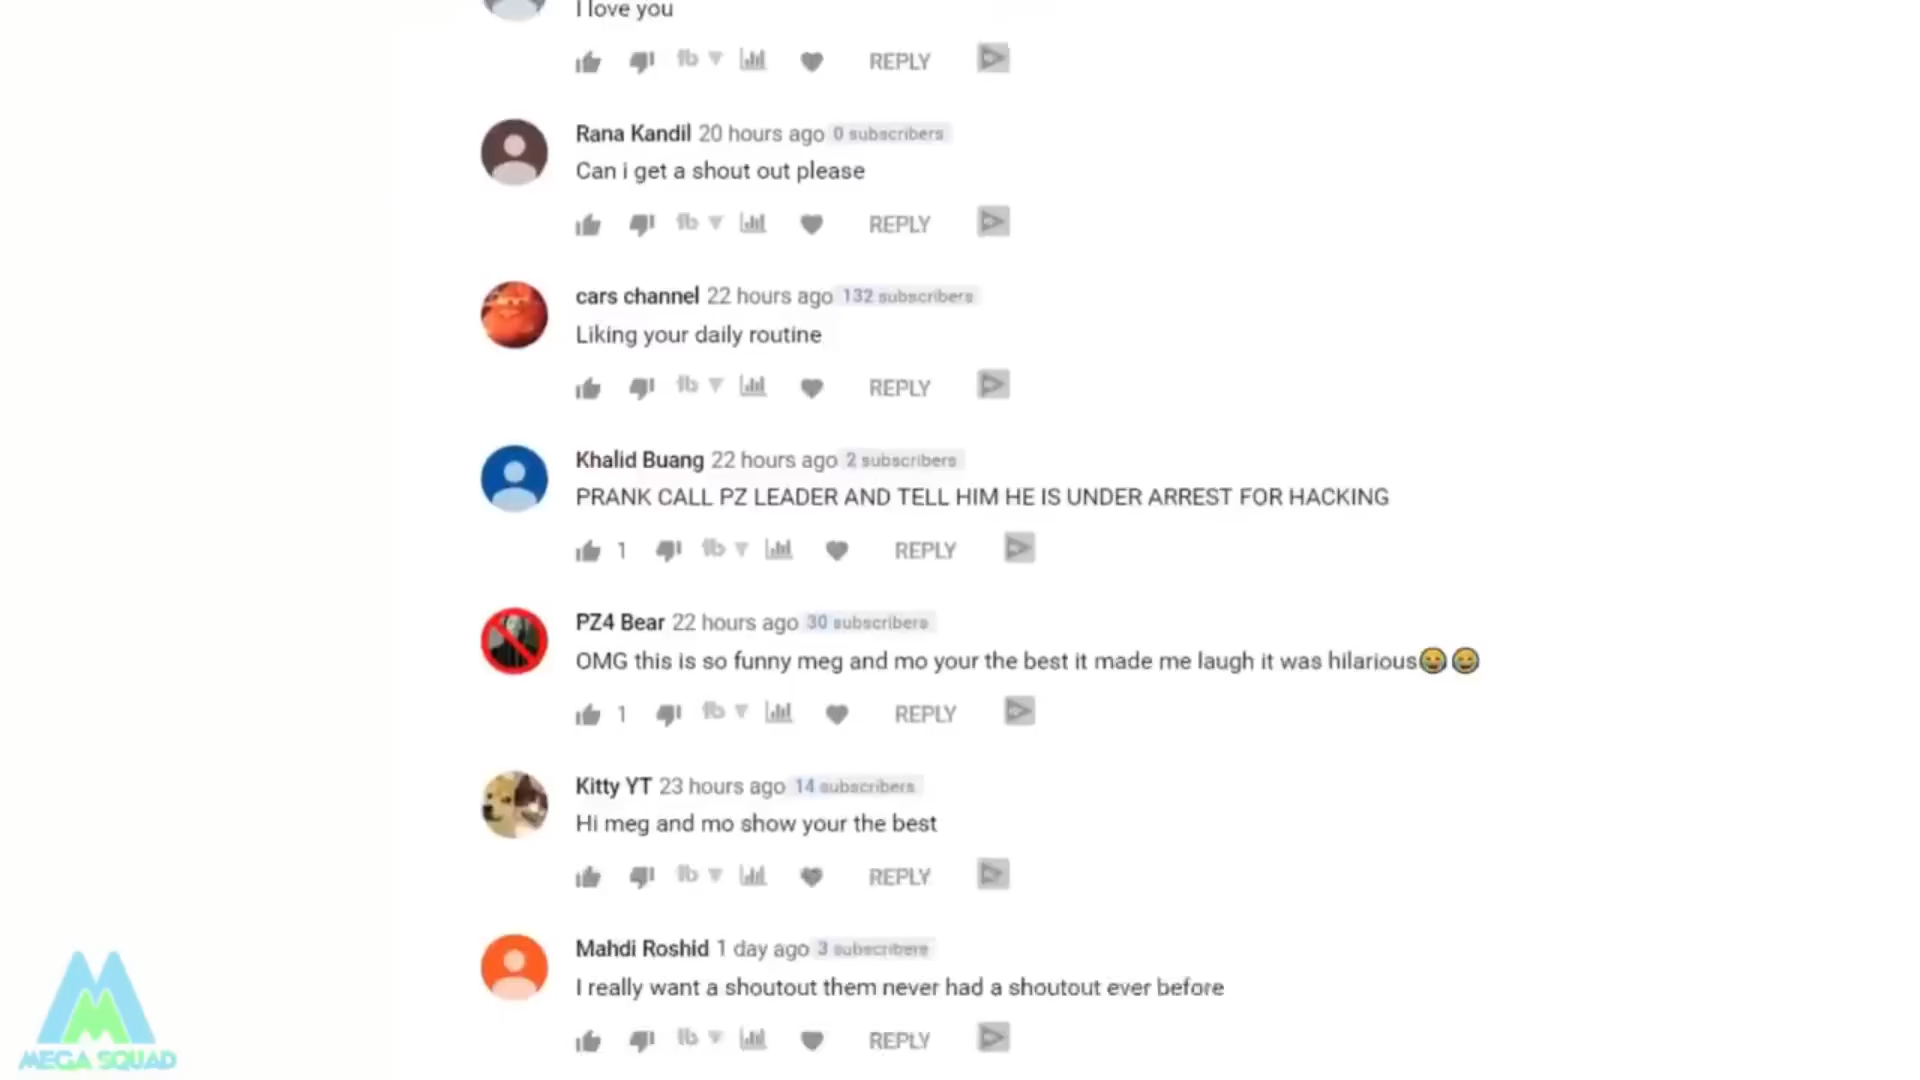 I love you
REPLY
Rana Kandil 20 hours ago 0 subscribers
Can i get a shout out please
REPLY
cars channel 22 hours ago 132 subscribers
Liking your daily routine
REPLY
Khalid Buang 22 hours ago 2 subscribers
PRANK CALL PZ LEADER AND TELL HIM HE IS UNDER ARREST FOR HACKING
1 REPLY
PZ4 Bear 22 hours ago 30 subscribers
OMG this is so funny meg and mo your the best it made me laugh it was hilarious😂😂
1 REPLY
Kitty YT 23 hours ago 14 subscribers
Hi meg and mo show your the best
REPLY
Mahdi Roshid 1 day ago 3 subscribers
I really want a shoutout them never had a shoutout ever before
REPLY
MEGA SQUAD